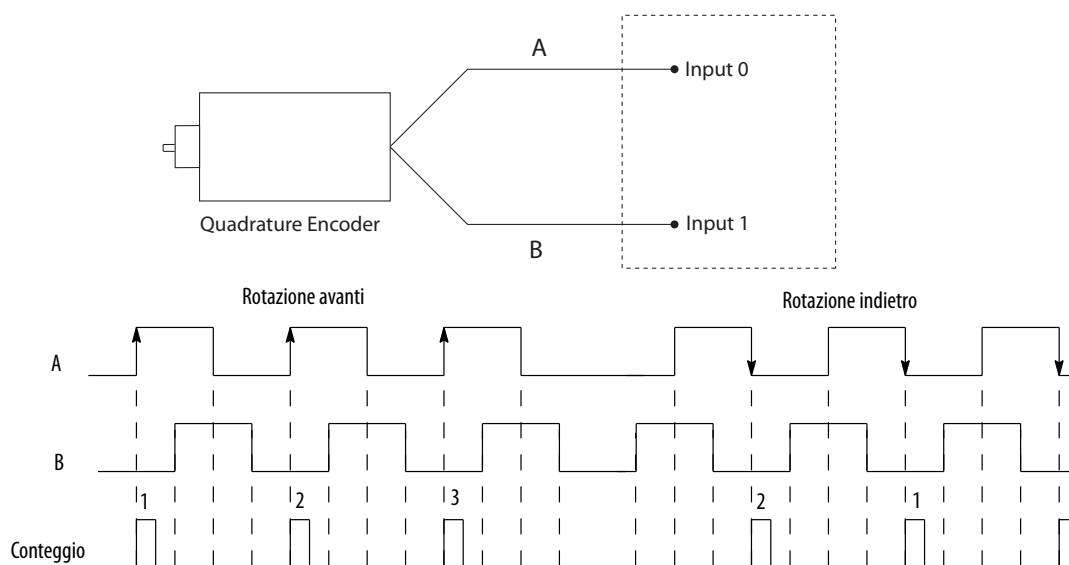 A
Input 0
Quadrature Encoder
Input 1
B
Rotazione avanti
Rotazione indietro
A
B
1
2
3
2
1
Conteggio